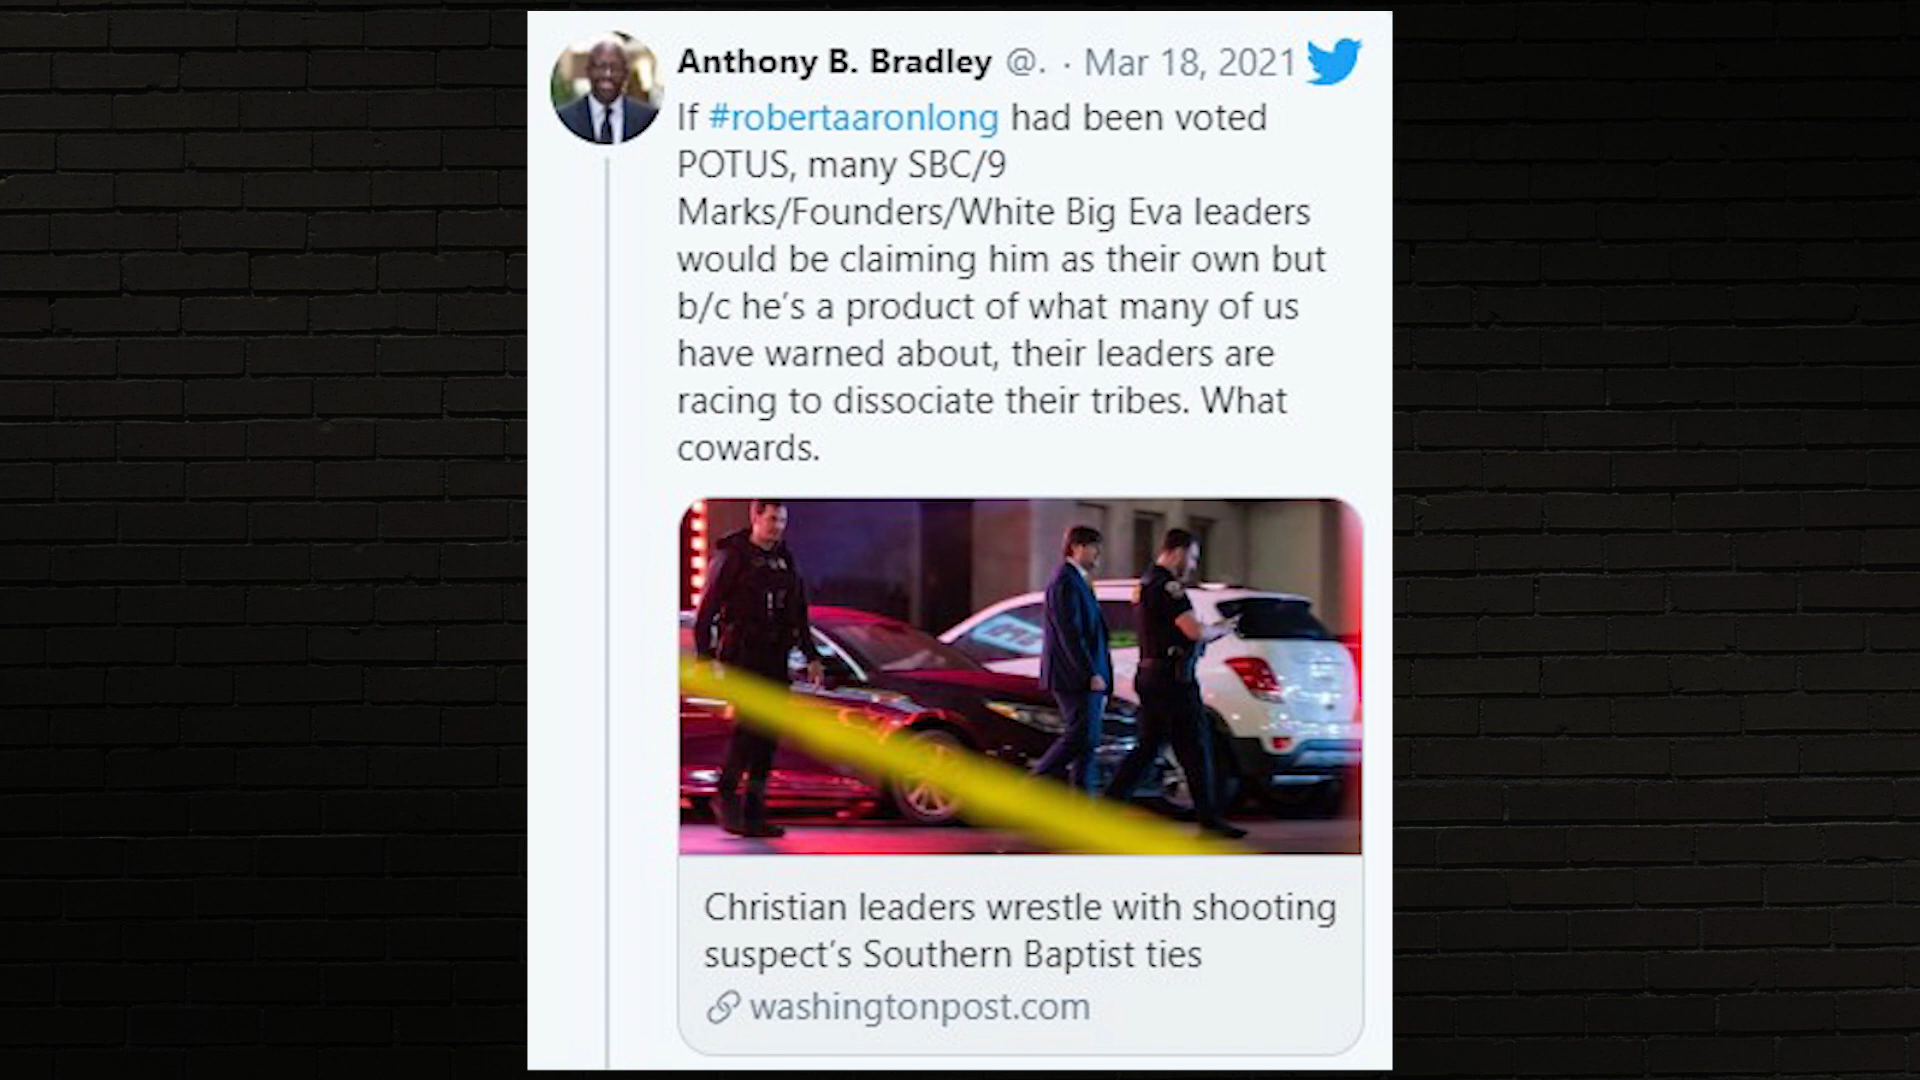 Anthony B. Bradley @. · Mar 18, 2021
If #robertaaronlong had been voted
POTUS, many SBC/9
Marks/Founders/White Big Eva leaders
would be claiming him as their own but
b/c he's a product of what many of us
have warned about, their leaders are
racing to dissociate their tribes. What
cowards.
Christian leaders wrestle with shooting
suspect's Southern Baptist ties
washingtonpost.com